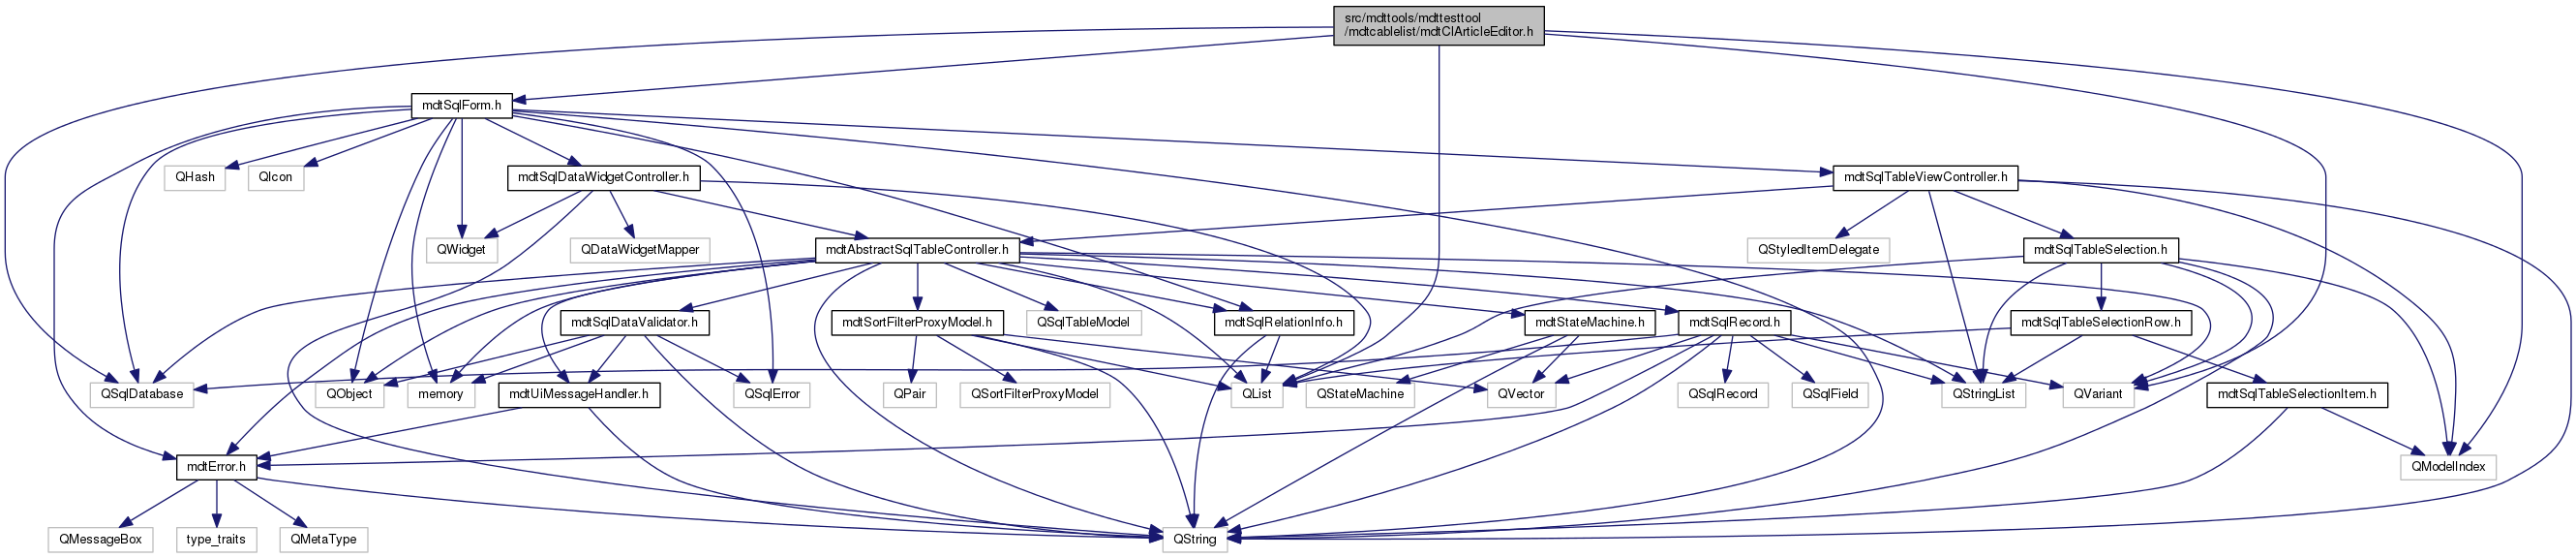 src/mdttools/mdttesttool
/mdtcablelist/mdtClArticleEditor.h
mdtSqlForm.h
QHash
QIcon
mdtSqlDataWidgetController.h
mdtSqlTableViewController.h
QWidget
QDataWidgetMapper
mdtAbstractSqlTableController.h
QStyledItemDelegate
mdtSqlTableSelection.h
mdtSqlDataValidator.h
mdtSortFilterProxyModel.h
QSqlTableModel
mdtSqlRelationInfo.h
mdtStateMachine.h
mdtSqlRecord.h
mdtSqlTableSelectionRow.h
QSqlDatabase
QObject
memory
mdtUiMessageHandler.h
QSqlError
QPair
QSortFilterProxyModel
QList
QStateMachine
QVector
QSqlRecord
QSqlField
QStringList
QVariant
mdtSqlTableSelectionItem.h
mdtError.h
QModelIndex
QMessageBox
type_traits
QMetaType
QString